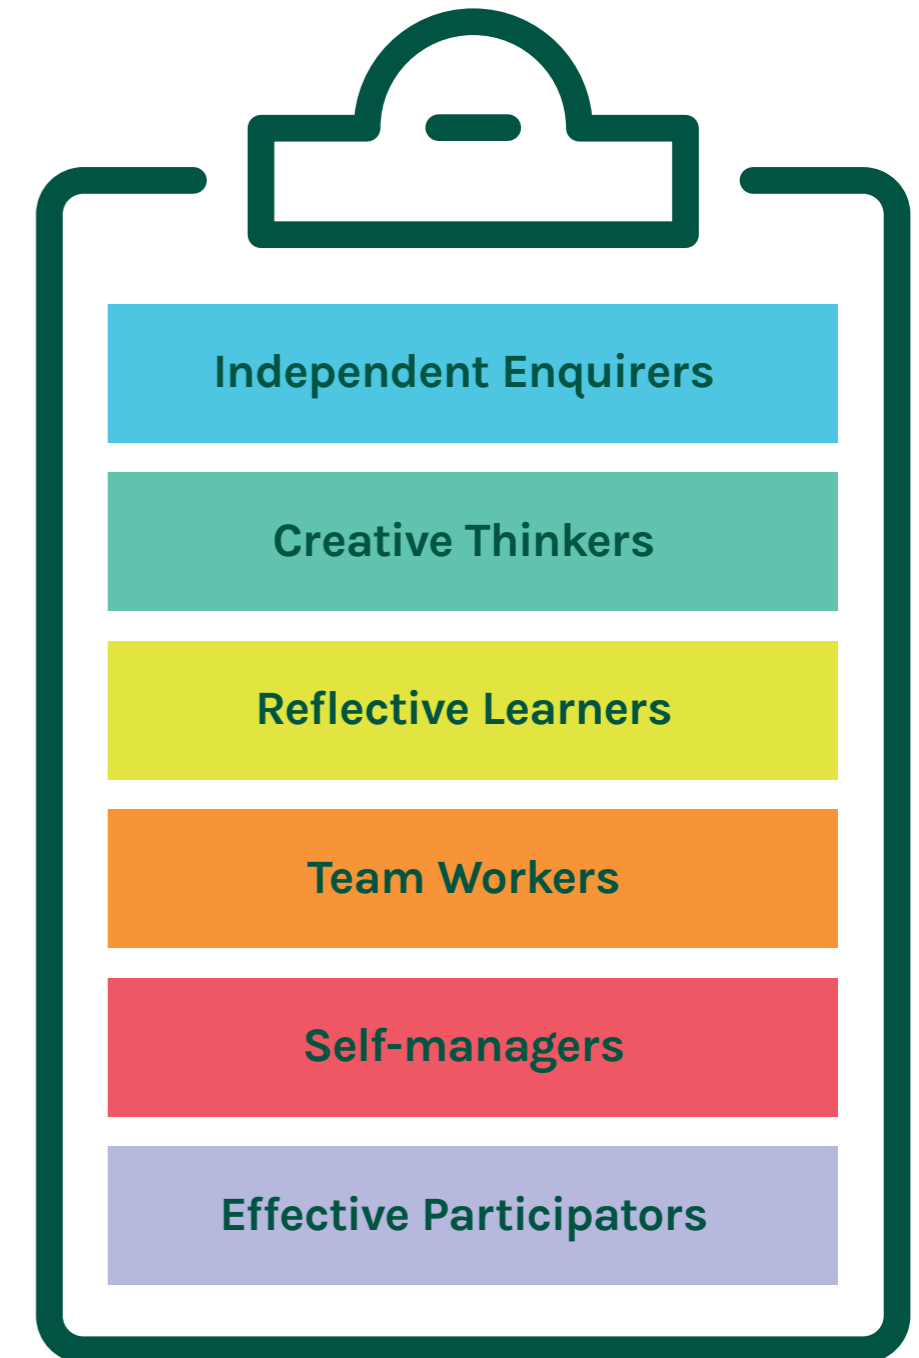 Independent Enquirers
Creative Thinkers
Reflective Learners
Team Workers
Self-managers
Effective Participators